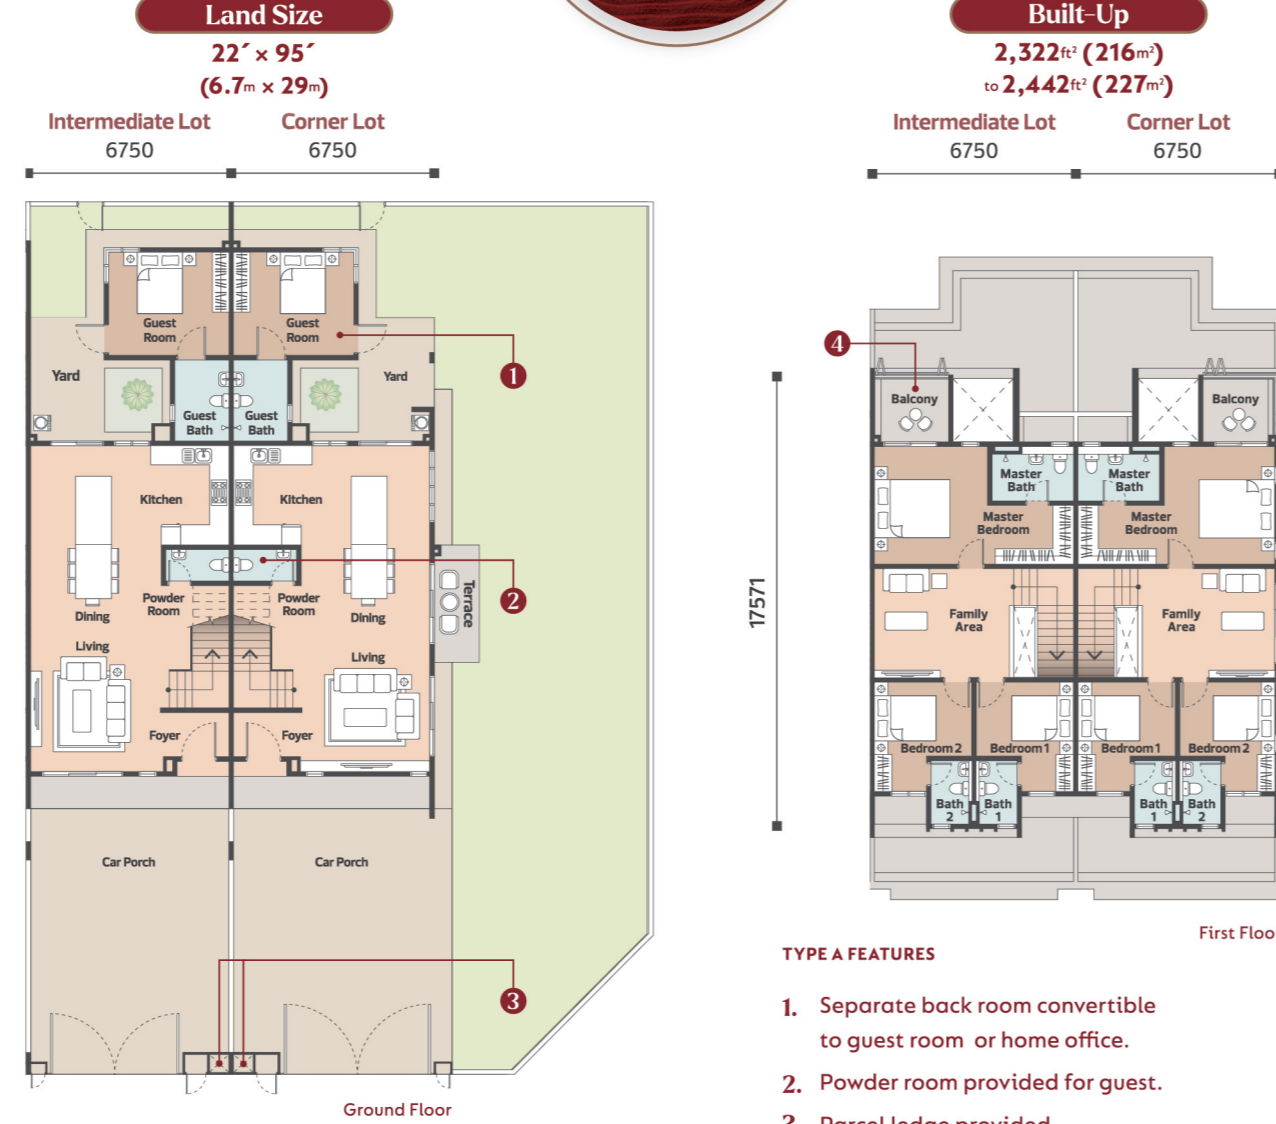 Land Size
22´ × 95´
(6.7m × 29m)
Intermediate Lot Corner Lot
6750 6750
Guest Room
Guest Room
1
Yard
Yard
Guest Bath
Guest Bath
Kitchen
Kitchen
Powder Room
Powder Room
2
Terrace
Dining
Dining
Living
Living
Foyer
Foyer
Car Porch
Car Porch
3
Ground Floor
Built-Up
2,322ft² (216m²)
to 2,442ft² (227m²)
Intermediate Lot Corner Lot
6750 6750
4
Balcony
Balcony
Master Bath
Master Bath
Master Bedroom
Master Bedroom
17571
Family Area
Family Area
Bedroom 2
Bedroom 1
Bedroom 1
Bedroom 2
Bath 2
Bath 1
Bath 1
Bath 2
First Floo
TYPE A FEATURES
1. Separate back room convertible
to guest room or home office.
2. Powder room provided for guest.
3. Parcel ledge provided